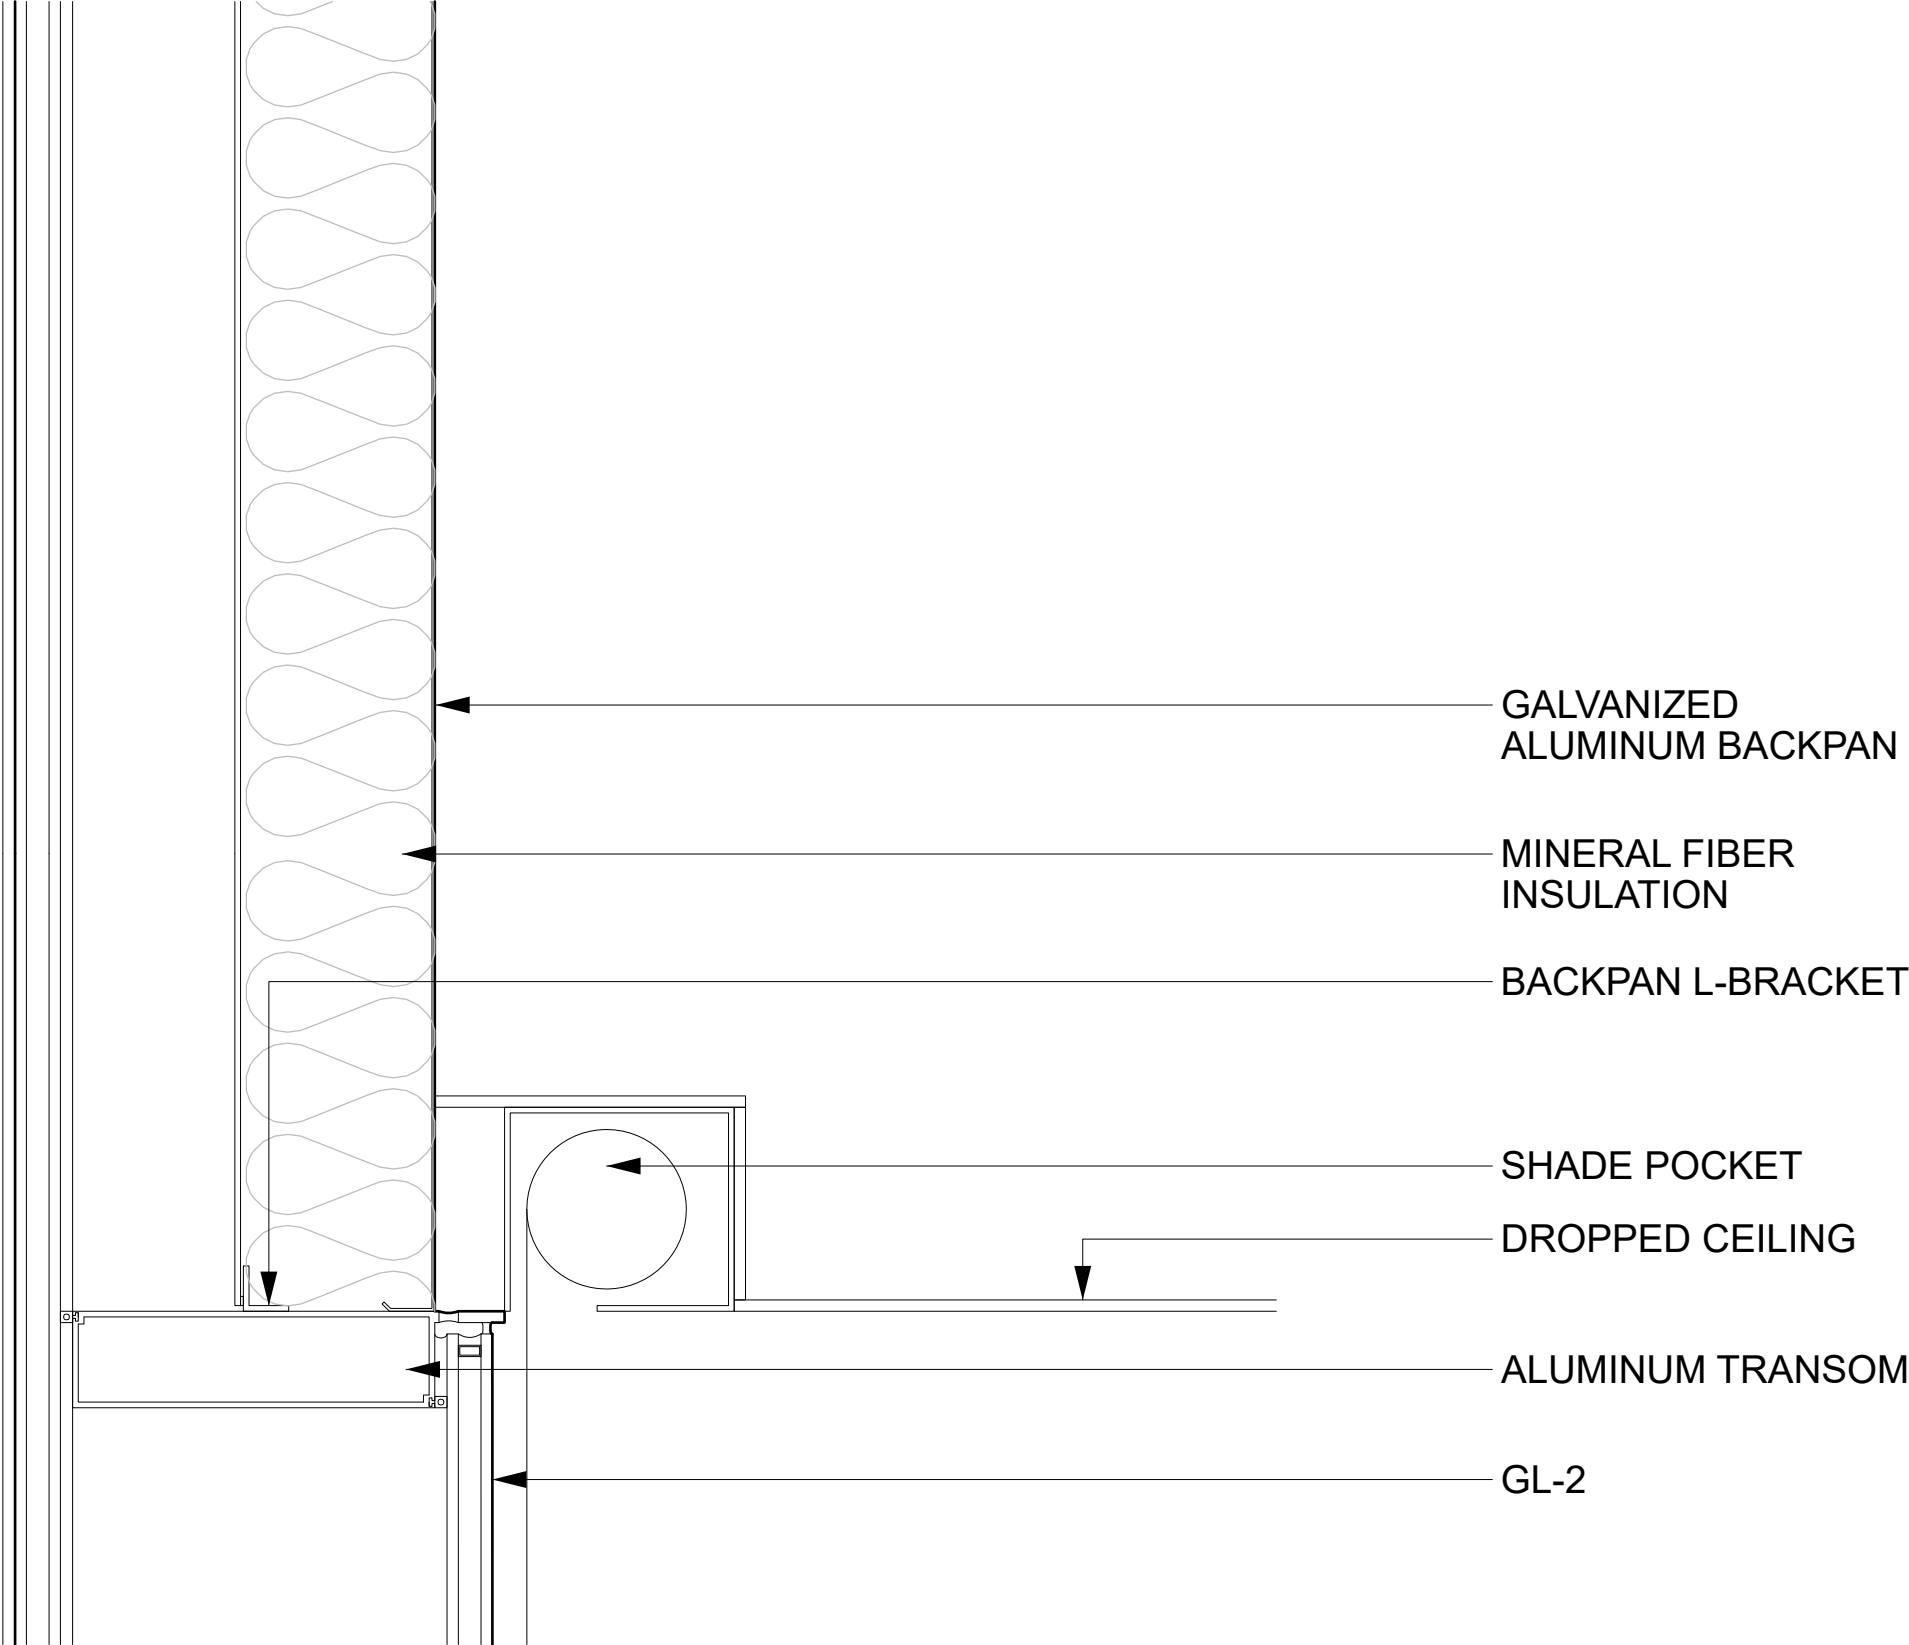 GALVANIZED
ALUMINUM BACKPAN
MINERAL FIBER
INSULATION
BACKPAN L-BRACKET
SHADE POCKET
DROPPED CEILING
ALUMINUM TRANSOM
GL-2